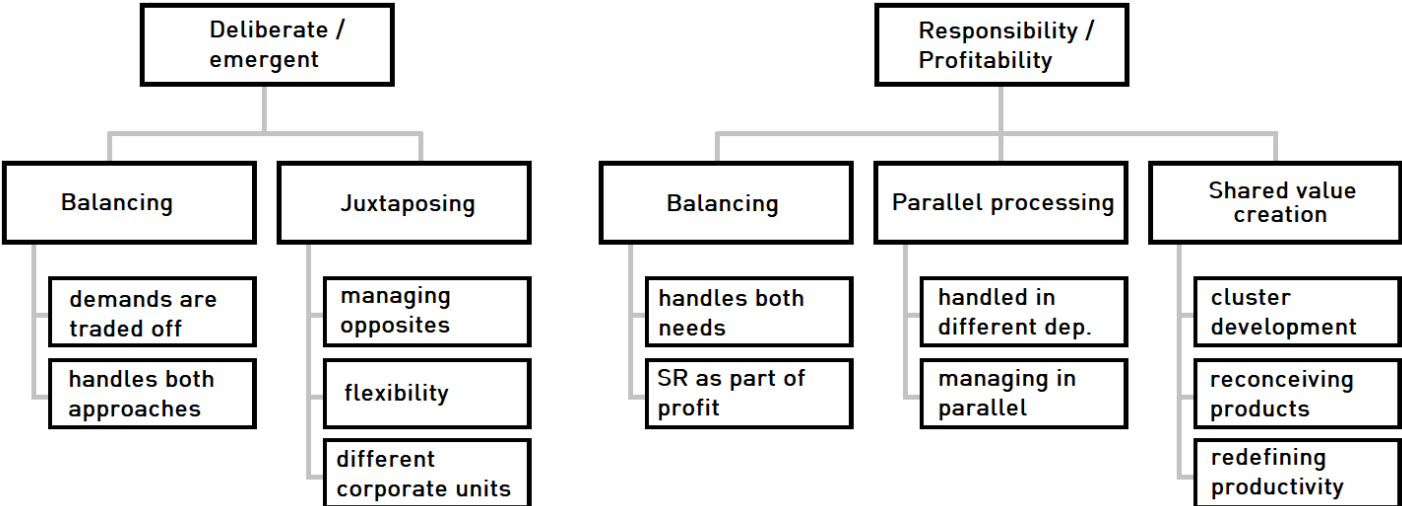 Deliberate /
emergent
Balancing
demands are
traded off
handles both
approaches
Juxtaposing
managing
opposites
flexibility
different
corporate units
Responsibility /
Profitability
Balancing
handles both
needs
SR as part of
profit
Parallel processing
handled in
different dep.
managing in
parallel
Shared value
creation
cluster
development
reconceiving
products
redefining
productivity